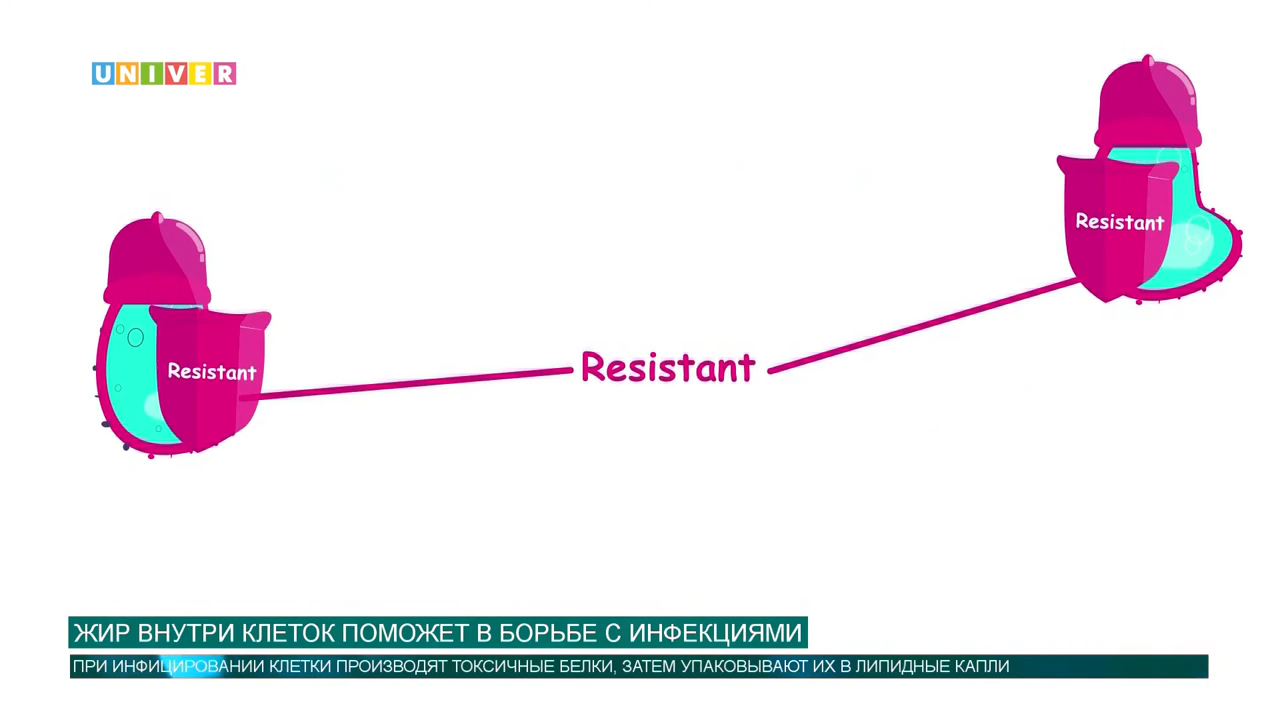 UNIVER
Resistant
Resistant
Resistant
ЖИР ВНУТРИ КЛЕТОК ПОМОЖЕТ В БОРЬБЕ С ИНФЕКЦИЯМИ
ПРИ ИНФИЦИРОВАНИИ КЛЕТКИ ПРОИЗВОДЯТ ТОКСИЧНЫЕ БЕЛКИ, ЗАТЕМ УПАКОВЫВАЮТ ИХ В ЛИПИДНЫЕ КАПЛИ